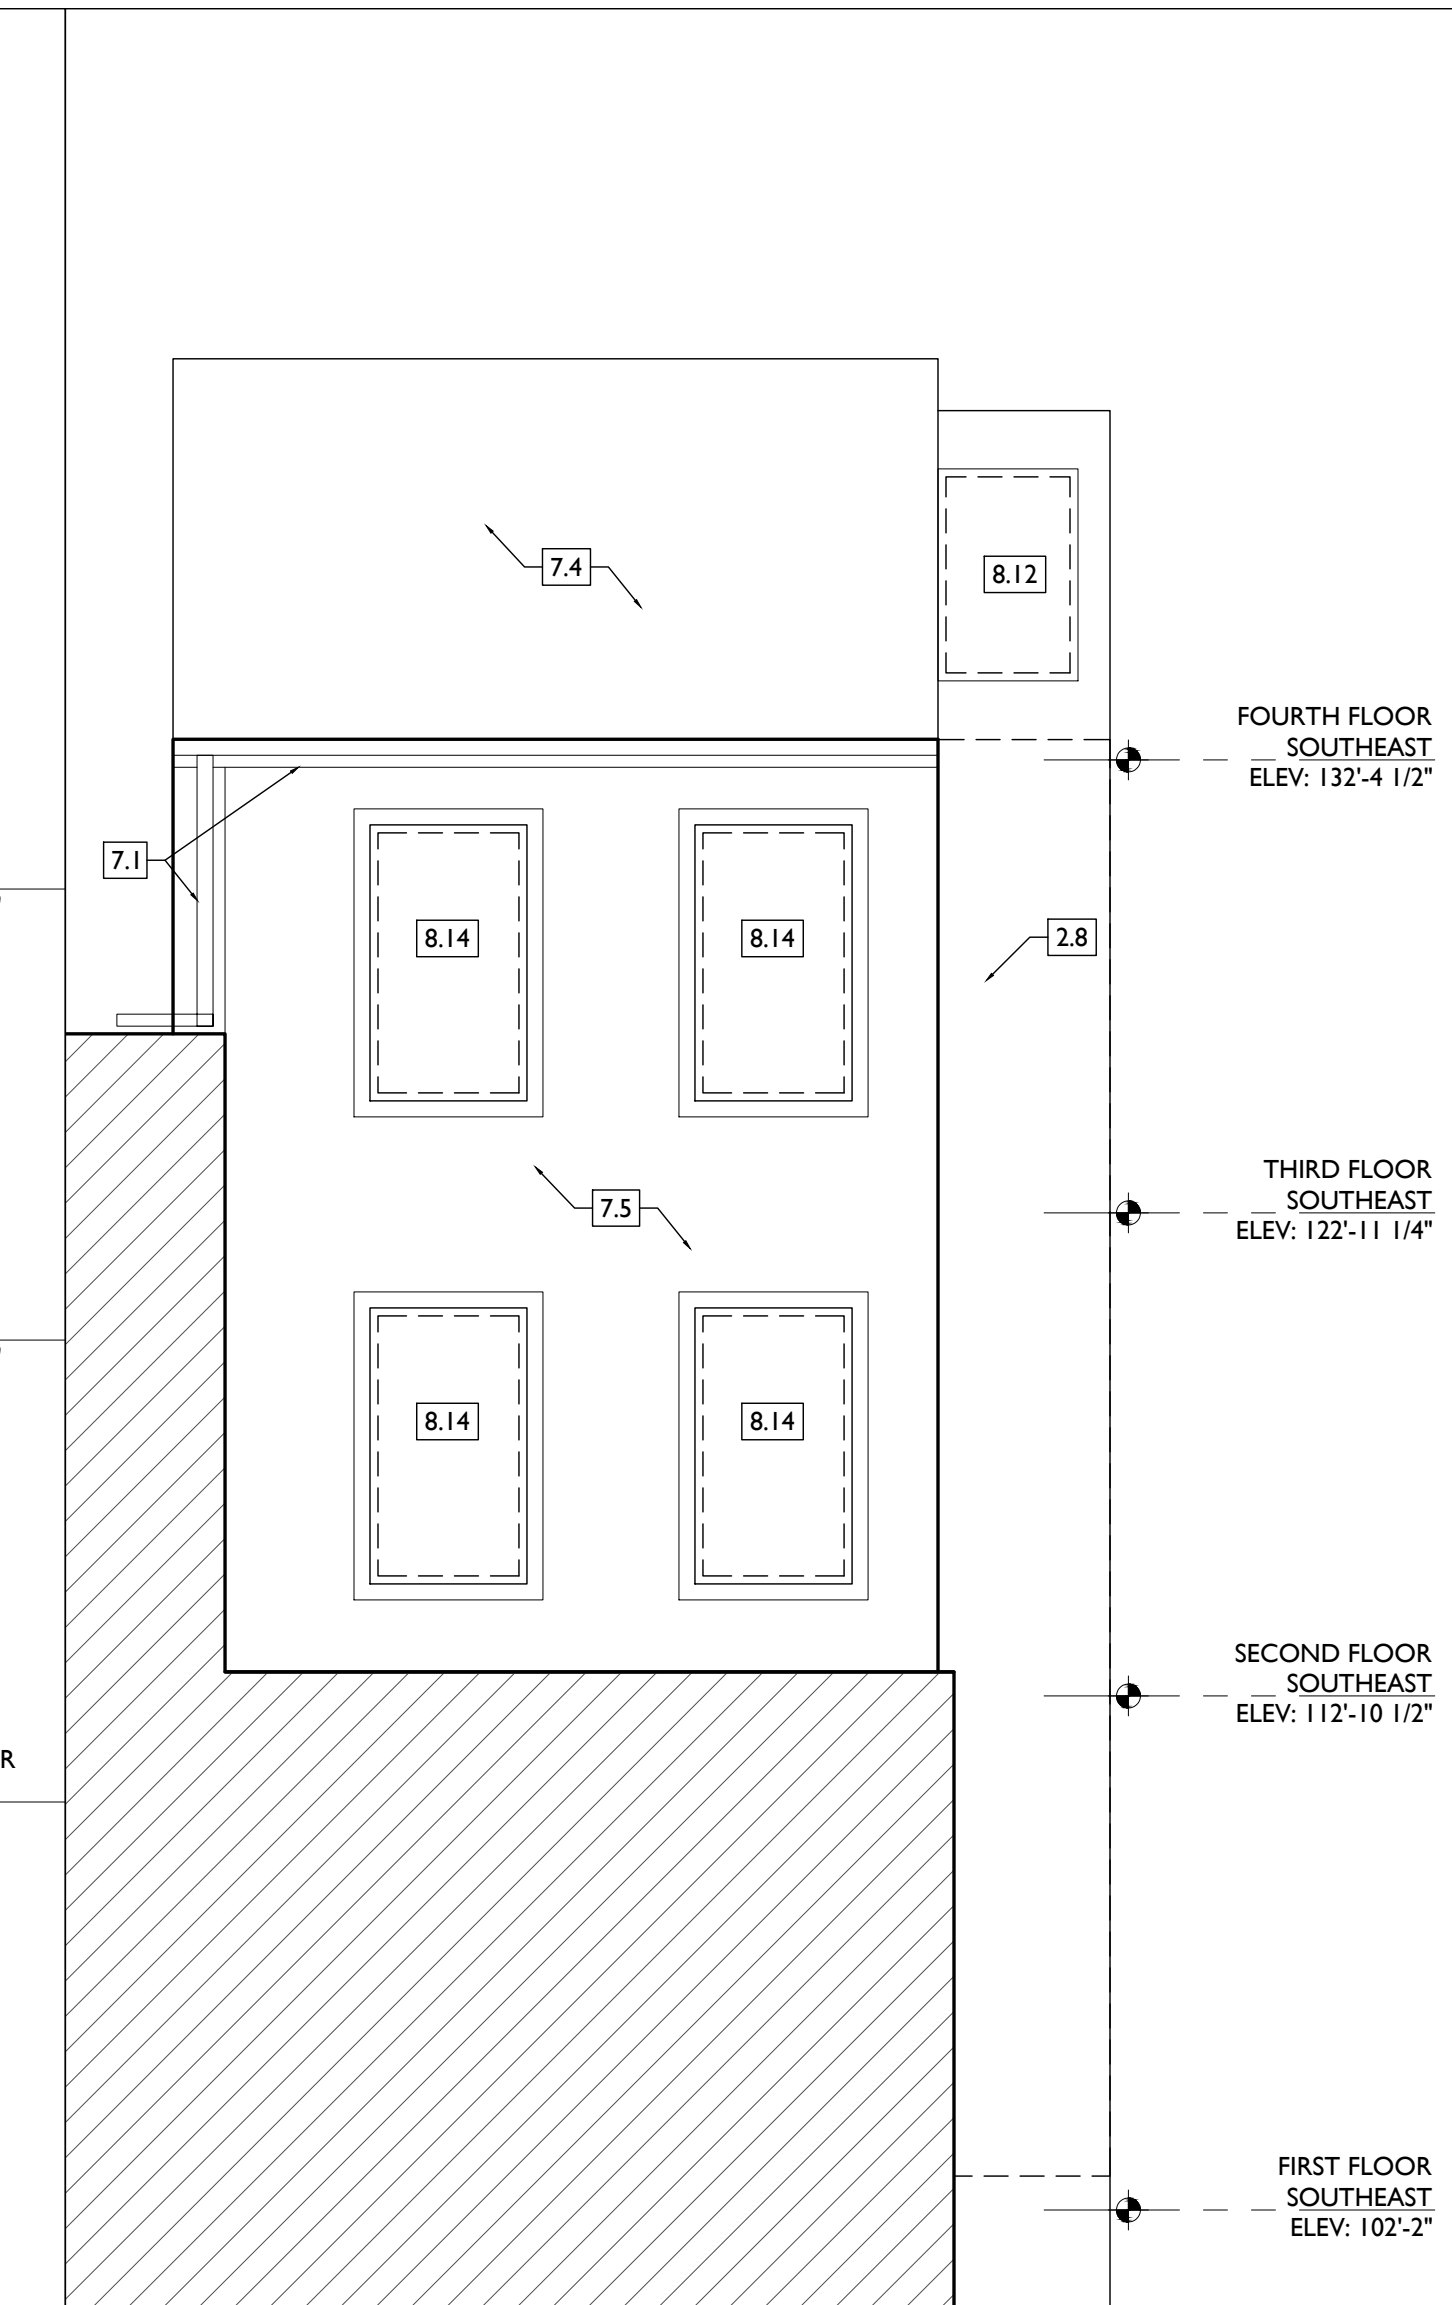 7.4
8.12
FOURTH FLOOR
SOUTHEAST
ELEV: 132'-4 1/2"
7.1
8.14
8.14
2.8
THIRD FLOOR
SOUTHEAST
ELEV: 122'-11 1/4"
7.5
8.14
8.14
SECOND FLOOR
SOUTHEAST
ELEV: 112'-10 1/2"
R
FIRST FLOOR
SOUTHEAST
ELEV: 102'-2"